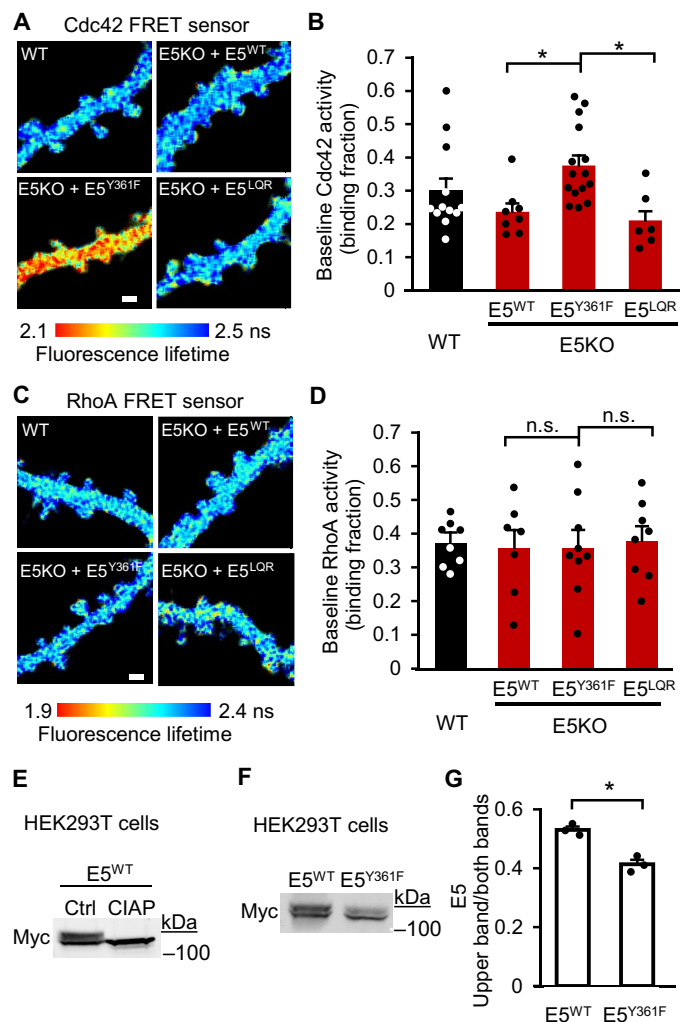 A
Cdc42 FRET sensor
WT
E5KO + E5WT
E5KO + E5Y361F
E5KO + E5LQR
2.1
2.5 ns
Fluorescence lifetime
B
Baseline Cdc42 activity
(binding fraction)
0.7
0.6
0.5
0.4
0.3
0.2
0.1
0
*
*
E5WT
E5Y361F
E5LQR
WT
E5KO
C
RhoA FRET sensor
WT
E5KO + E5WT
E5KO + E5Y361F
E5KO + E5LQR
1.9
2.4 ns
Fluorescence lifetime
D
Baseline RhoA activity
(binding fraction)
0.7
0.6
0.5
0.4
0.3
0.2
0.1
0
n.s.
n.s.
E5WT
E5Y361F
E5LQR
WT
E5KO
E
HEK293T cells
E5WT
Ctrl CIAP
kDa
Myc
–100
F
HEK293T cells
E5WT E5Y361F
kDa
Myc
–100
G
E5
Upper band/both bands
0.6
0.4
0.2
0
*
E5WT
E5Y361F